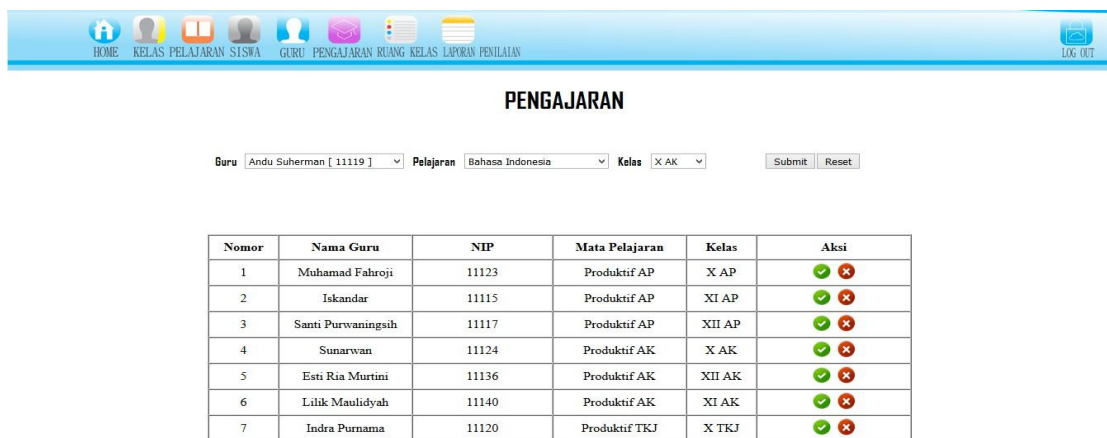 HOME KELAS PELAJARAN SISWA GURU PENGAJARAN RUANG KELAS LAPORAN PENILAIAN LOG OUT
PENGAJARAN
Guru Andu Suherman [ 11119 ] Pelajaran Bahasa Indonesia Kelas X AK Submit Reset
Nomor Nama Guru NIP Mata Pelajaran Kelas Aksi
1 Muhamad Fahroji 11123 Produktif AP X AP
2 Iskandar 11115 Produktif AP XI AP
3 Santi Purwaningsih 11117 Produktif AP XII AP
4 Sunarwan 11124 Produktif AK X AK
5 Esti Ria Murtini 11136 Produktif AK XII AK
6 Lilik Maulidyah 11140 Produktif AK XI AK
7 Indra Purnama 11120 Produktif TKJ X TKJ